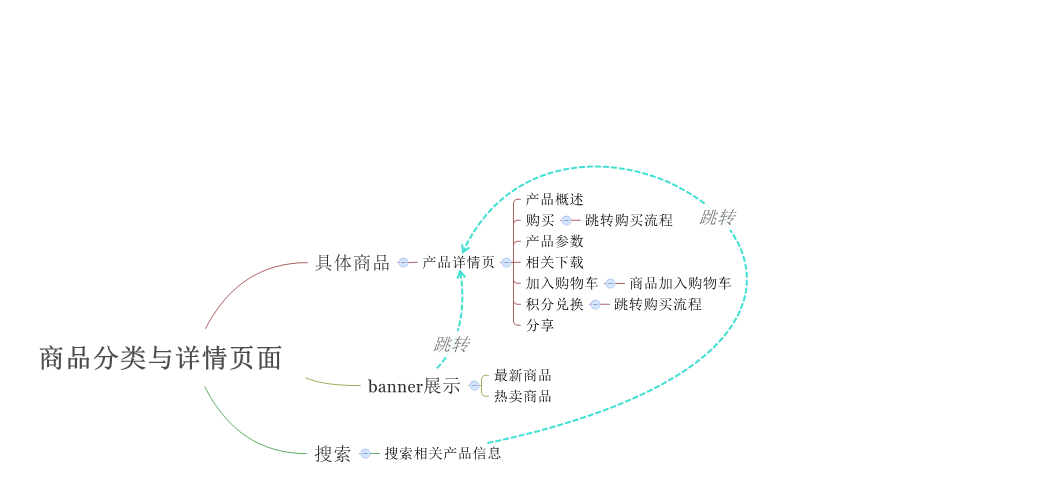 商品分类与详情页面
具体商品
产品详情页
产品概述
购买
跳转购买流程
产品参数
相关下载
加入购物车
商品加入购物车
积分兑换
跳转购买流程
分享
跳转
跳转
banner展示
最新商品
热卖商品
搜索
搜索相关产品信息